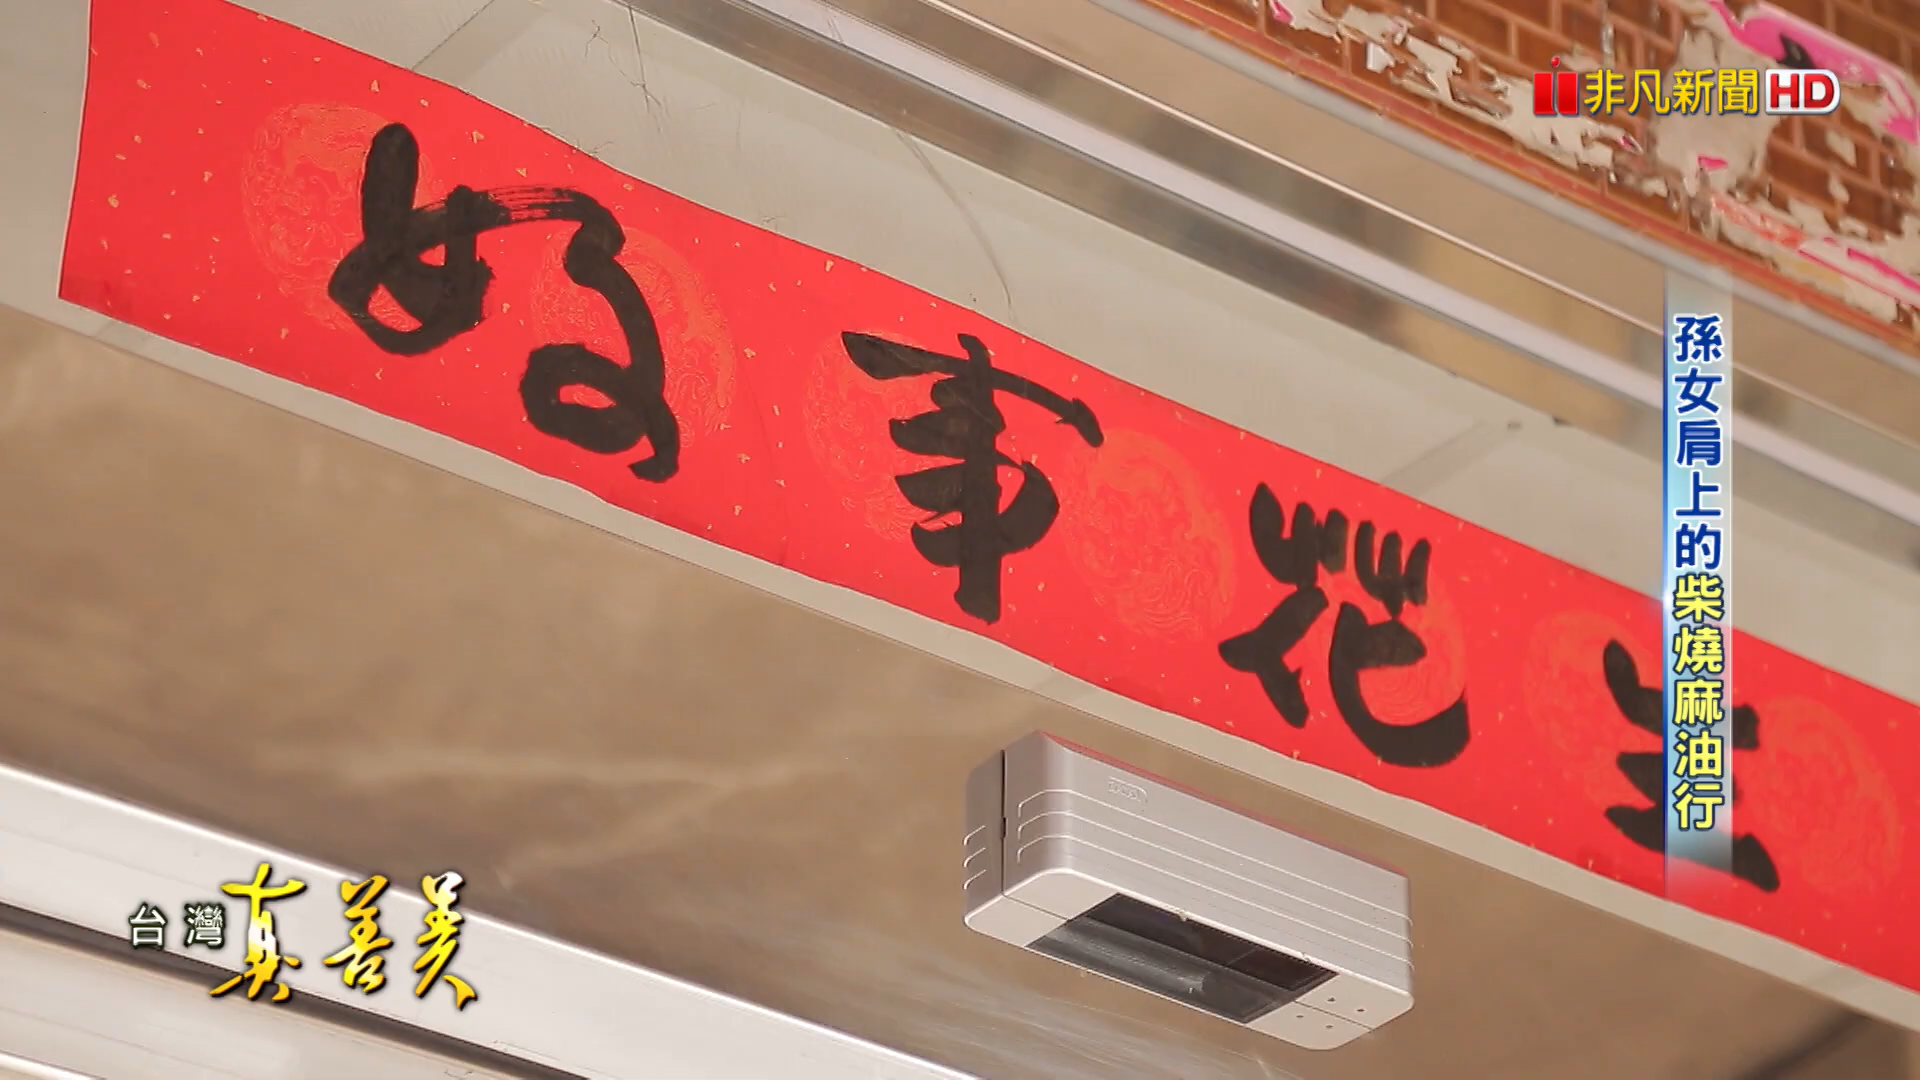 非凡新聞HD
好事花生
孫女肩上的柴燒麻油行
台灣真善美